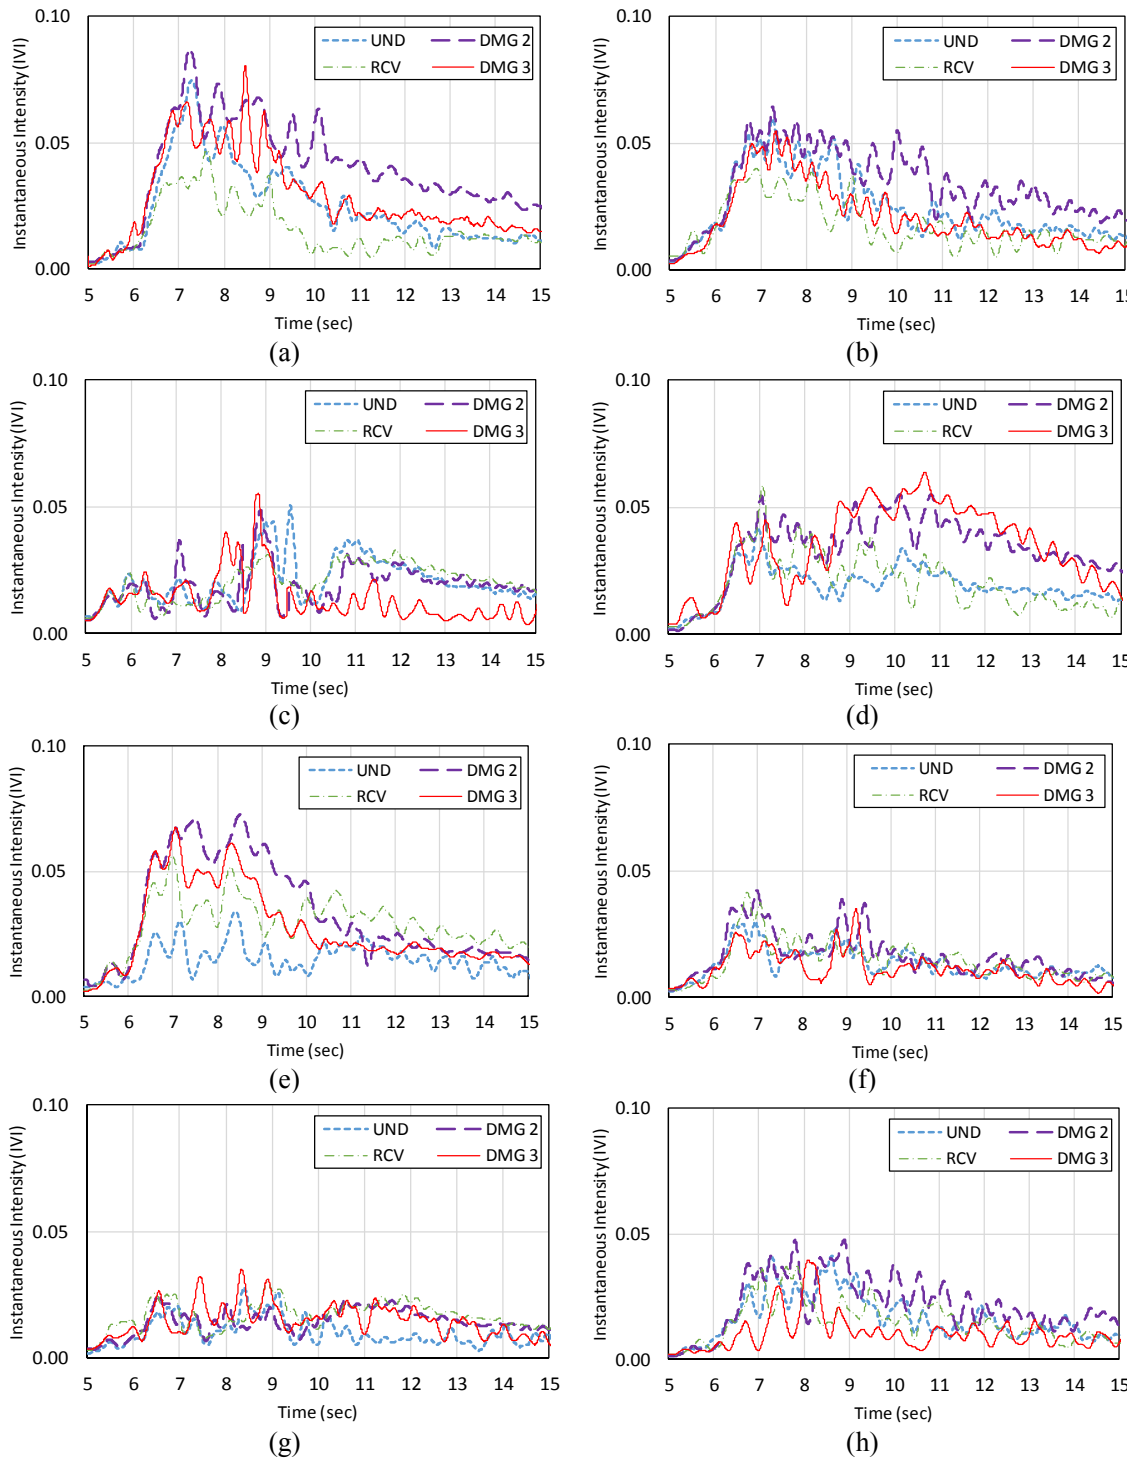 Instantaneous Intensity (IVI)
0.10
0.05
0.00
UND
DMG 2
RCV
DMG 3
5 6 7 8 9 10 11 12 13 14 15
Time (sec)
(a)
Instantaneous Intensity (IVI)
0.10
0.05
0.00
UND
DMG 2
RCV
DMG 3
5 6 7 8 9 10 11 12 13 14 15
Time (sec)
(b)
Instantaneous Intensity (IVI)
0.10
0.05
0.00
UND
DMG 2
RCV
DMG 3
5 6 7 8 9 10 11 12 13 14 15
Time (sec)
(c)
Instantaneous Intensity (IVI)
0.10
0.05
0.00
UND
DMG 2
RCV
DMG 3
5 6 7 8 9 10 11 12 13 14 15
Time (sec)
(d)
Instantaneous Intensity (IVI)
0.10
0.05
0.00
UND
DMG 2
RCV
DMG 3
5 6 7 8 9 10 11 12 13 14 15
Time (sec)
(e)
Instantaneous Intensity (IVI)
0.10
0.05
0.00
UND
DMG 2
RCV
DMG 3
5 6 7 8 9 10 11 12 13 14 15
Time (sec)
(f)
Instantaneous Intensity (IVI)
0.10
0.05
0.00
UND
DMG 2
RCV
DMG 3
5 6 7 8 9 10 11 12 13 14 15
Time (sec)
(g)
Instantaneous Intensity (IVI)
0.10
0.05
0.00
UND
DMG 2
RCV
DMG 3
5 6 7 8 9 10 11 12 13 14 15
Time (sec)
(h)